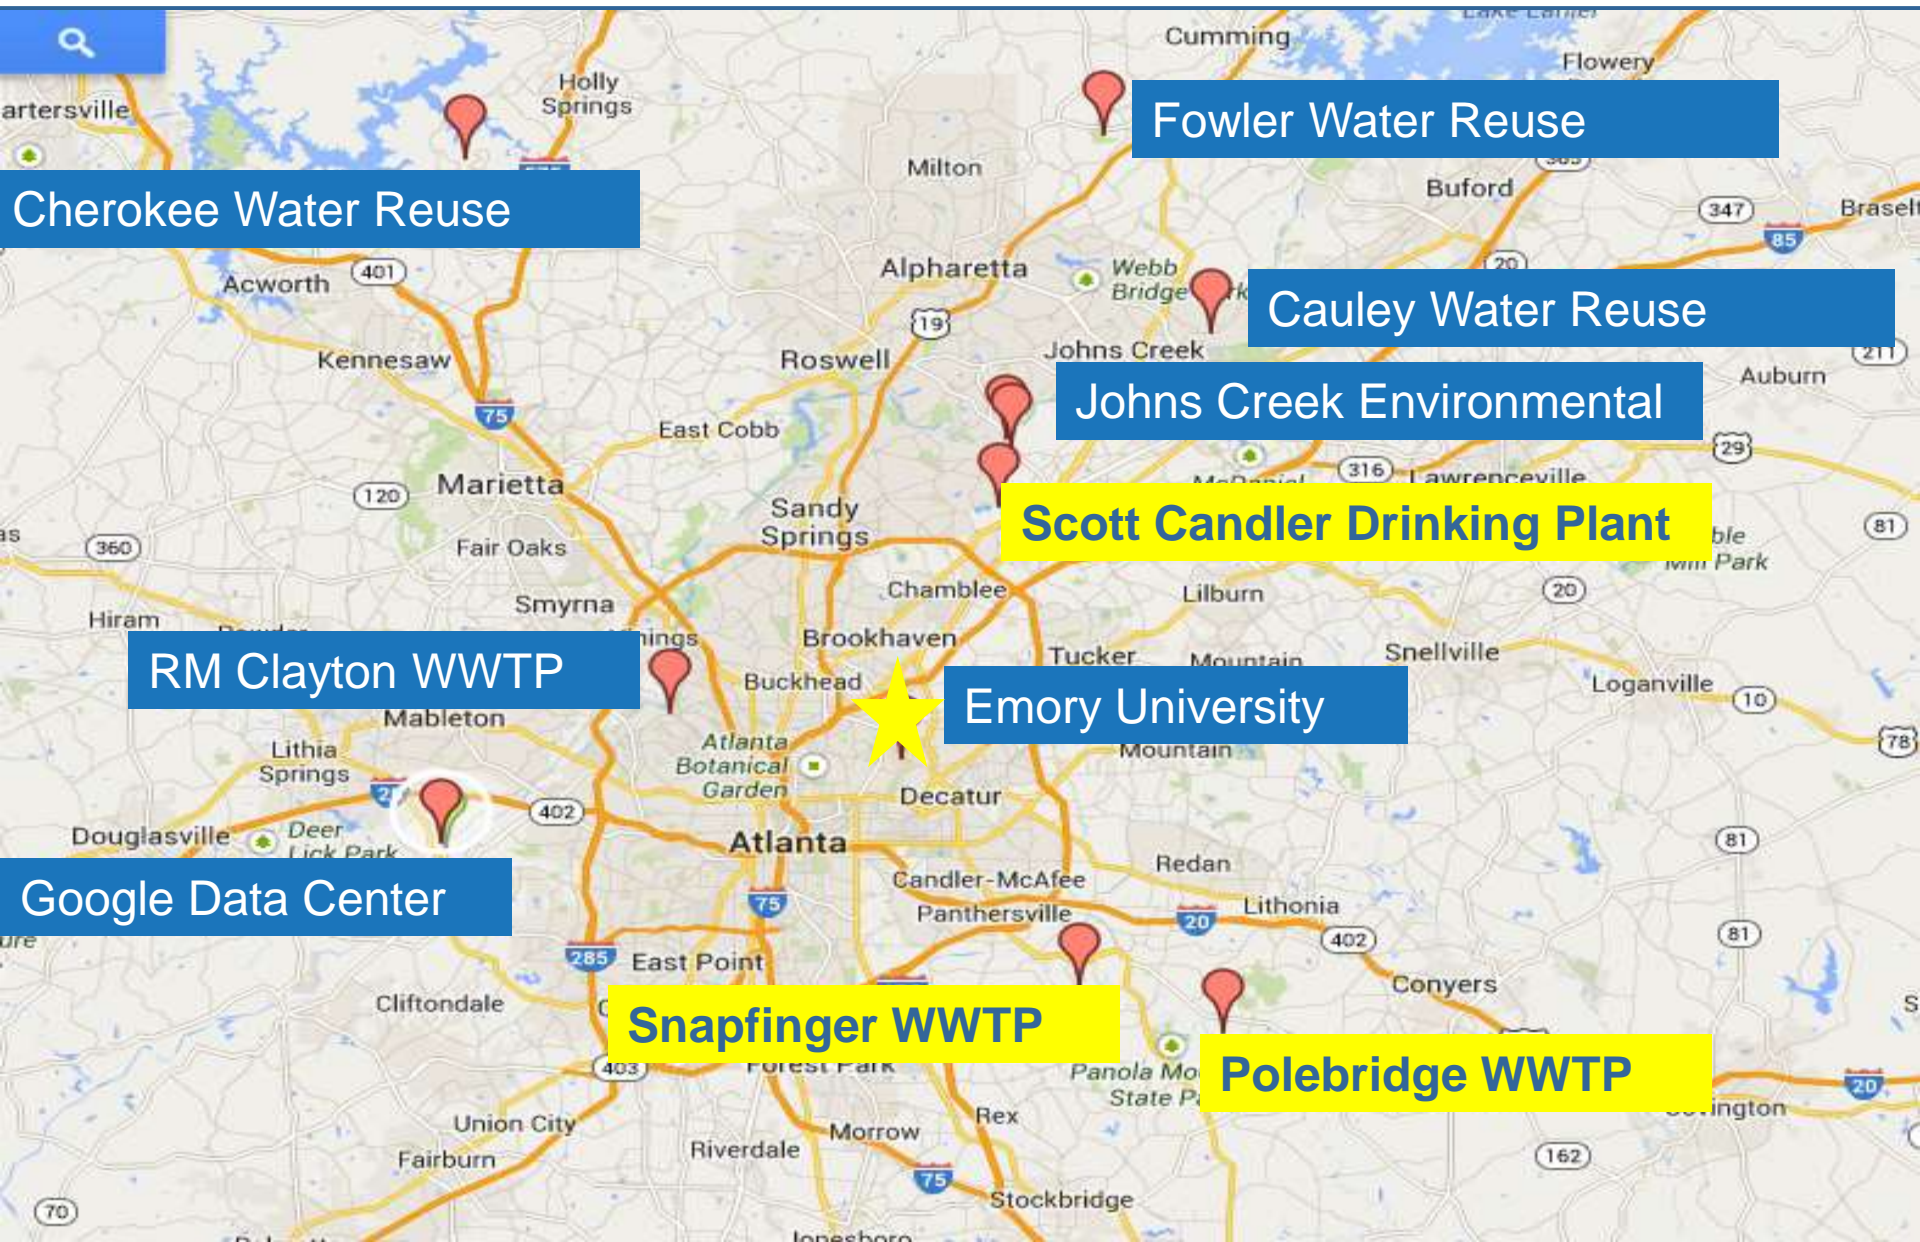 Cumming
Flowery
Holly
Springs
artersville
Fowler Water Reuse
Milton
Buford
347
Braselt
85
Cherokee Water Reuse
Acworth
401
Alpharetta
Webb
Bridge
20
19
Cauley Water Reuse
Kennesaw
Roswell
Johns Creek
211
Auburn
75
Johns Creek Environmental
East Cobb
29
120
Marietta
316
Lawrenceville
Sandy
Springs
Scott Candler Drinking Plant
81
360
Fair Oaks
Park
Chamblee
Lilburn
20
Smyrna
Hiram
Brookhaven
Tucker
Mountain
Snellville
RM Clayton WWTP
Buckhead
Emory University
Loganville
10
Mableton
Atlanta
Botanical
Garden
Mountain
78
Lithia
Springs
Decatur
402
Douglasville
Deer
Lick Park
Atlanta
81
Redan
Google Data Center
Candler-McAfee
75
Panthersville
20
Lithonia
402
81
285
East Point
Conyers
Cliftondale
Snapfinger WWTP
Polebridge WWTP
403
Forest Park
Panola
State
20
Union City
Rex
Morrow
Riverdale
Fairburn
162
75
70
Stockbridge
Jonesboro